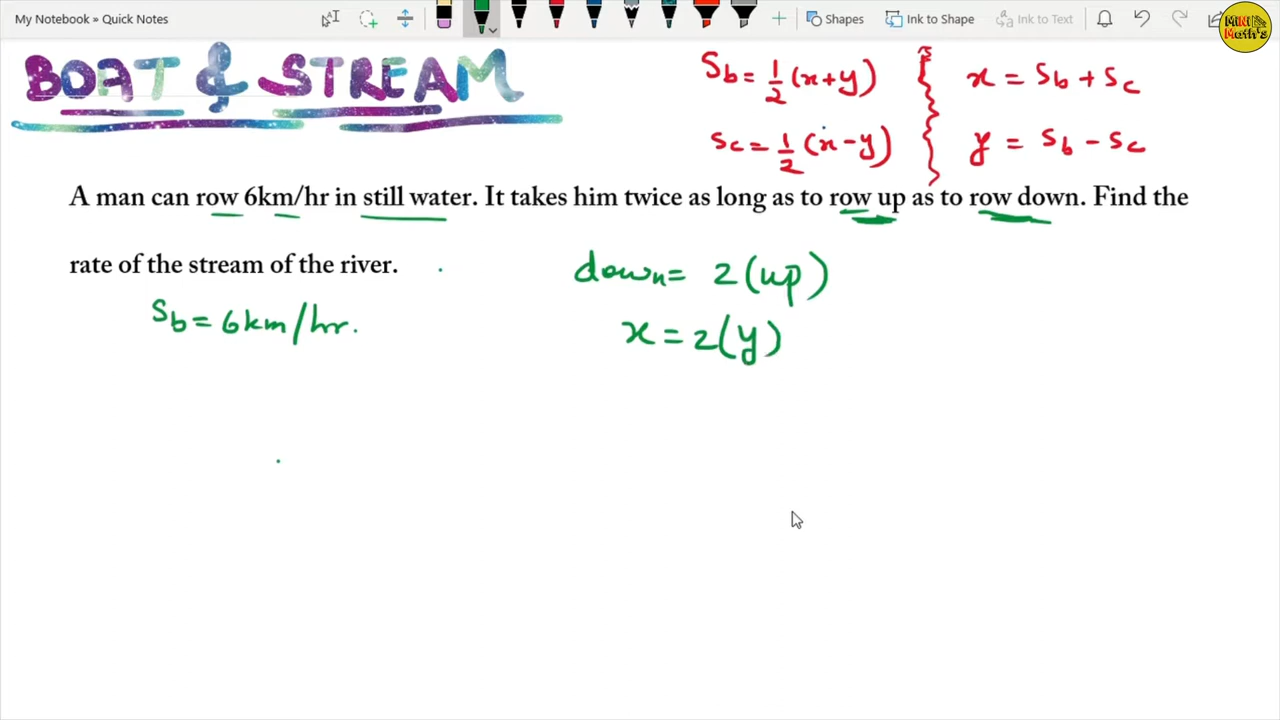 My Notebook » Quick Notes
Shapes
Ink to Shape
Ink to Text
MINI Math's
BOAT & STREAM
Sb = 1/2 (x+y)
x = Sb + Sc
Sc = 1/2 (x-y)
y = Sb - Sc
A man can row 6km/hr in still water. It takes him twice as long as to row up as to row down. Find the
rate of the stream of the river.
down = 2(up)
Sb = 6km/hr.
x = 2(y)